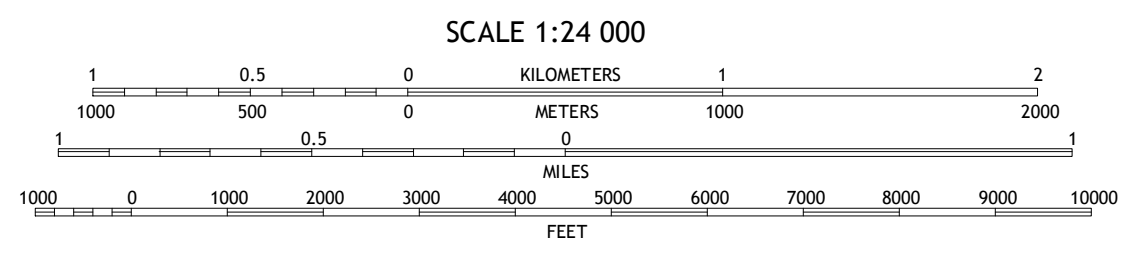 SCALE 1:24 000
1 0.5 0 KILOMETERS 1 2
1000 500 0 METERS 1000 2000
1 0.5 0 1
MILES
1000 0 1000 2000 3000 4000 5000 6000 7000 8000 9000 10000
FEET